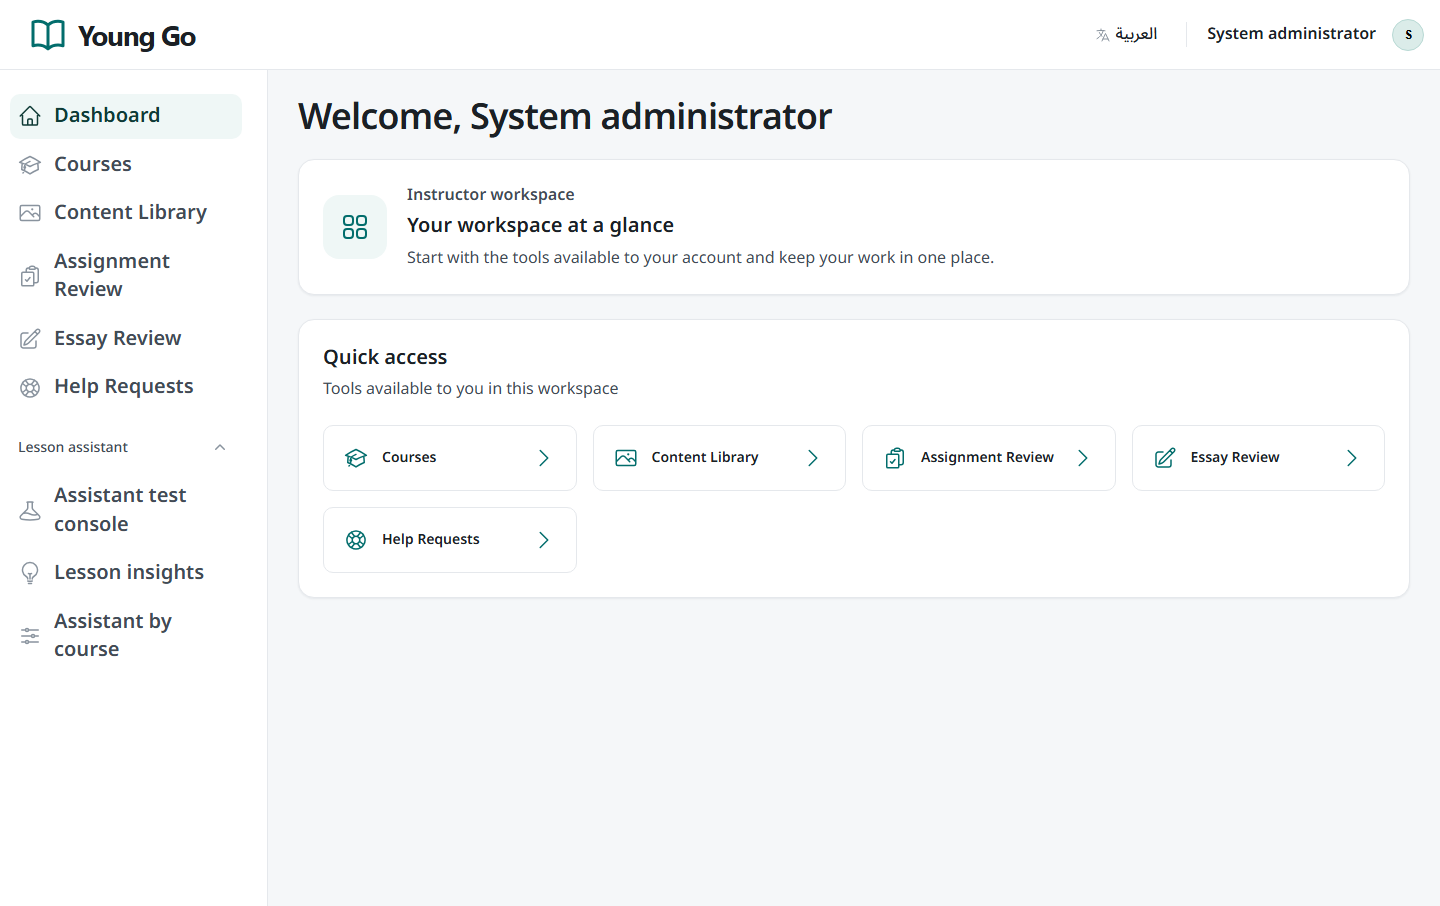 Young Go
العربية
System administrator
S
Dashboard
Courses
Content Library
Assignment
Review
Essay Review
Help Requests
Lesson assistant
Assistant test
console
Lesson insights
Assistant by
course
Welcome, System administrator
Instructor workspace
Your workspace at a glance
Start with the tools available to your account and keep your work in one place.
Quick access
Tools available to you in this workspace
Courses
Content Library
Assignment Review
Essay Review
Help Requests